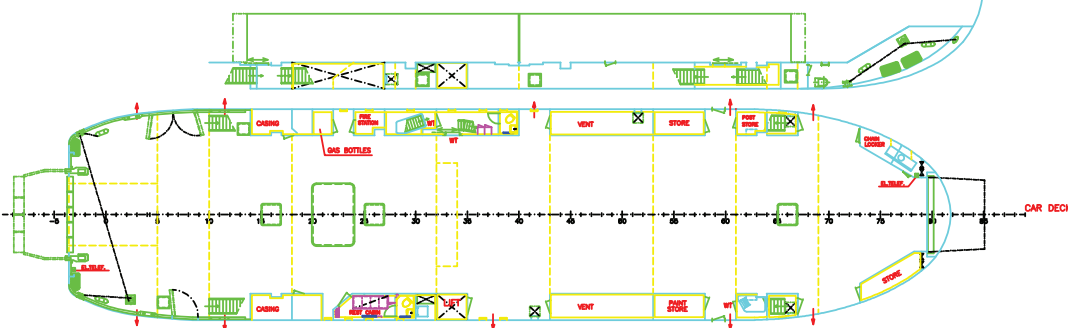 CASING
FIRE
STATION
WT
WT
VENT
STORE
POST
STORE
GAS BOTTLES
CHAIN
LOCKER
EL.TELEF.
-5 0 5 10 15 20 25 30 35 40 45 50 55 60 65 70 75 80 85
CAR DECK
EL.TELEF.
CASING
LIFT
VENT
PAINT
STORE
WT
STORE